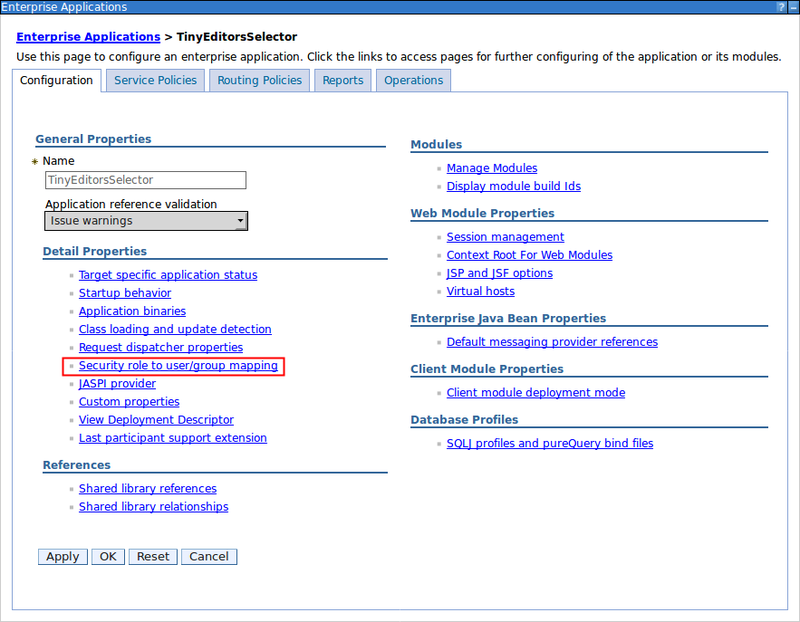 Enterprise Applications ? –
Enterprise Applications > TinyEditorsSelector
Use this page to configure an enterprise application. Click the links to access pages for further configuring of the application or its modules.
Configuration Service Policies Routing Policies Reports Operations
General Properties
* Name
TinyEditorsSelector
Application reference validation
Issue warnings
Detail Properties
Target specific application status
Startup behavior
Application binaries
Class loading and update detection
Request dispatcher properties
Security role to user/group mapping
JASPI provider
Custom properties
View Deployment Descriptor
Last participant support extension
References
Shared library references
Shared library relationships
Modules
Manage Modules
Display module build Ids
Web Module Properties
Session management
Context Root For Web Modules
JSP and JSF options
Virtual hosts
Enterprise Java Bean Properties
Default messaging provider references
Client Module Properties
Client module deployment mode
Database Profiles
SQLJ profiles and pureQuery bind files
Apply OK Reset Cancel